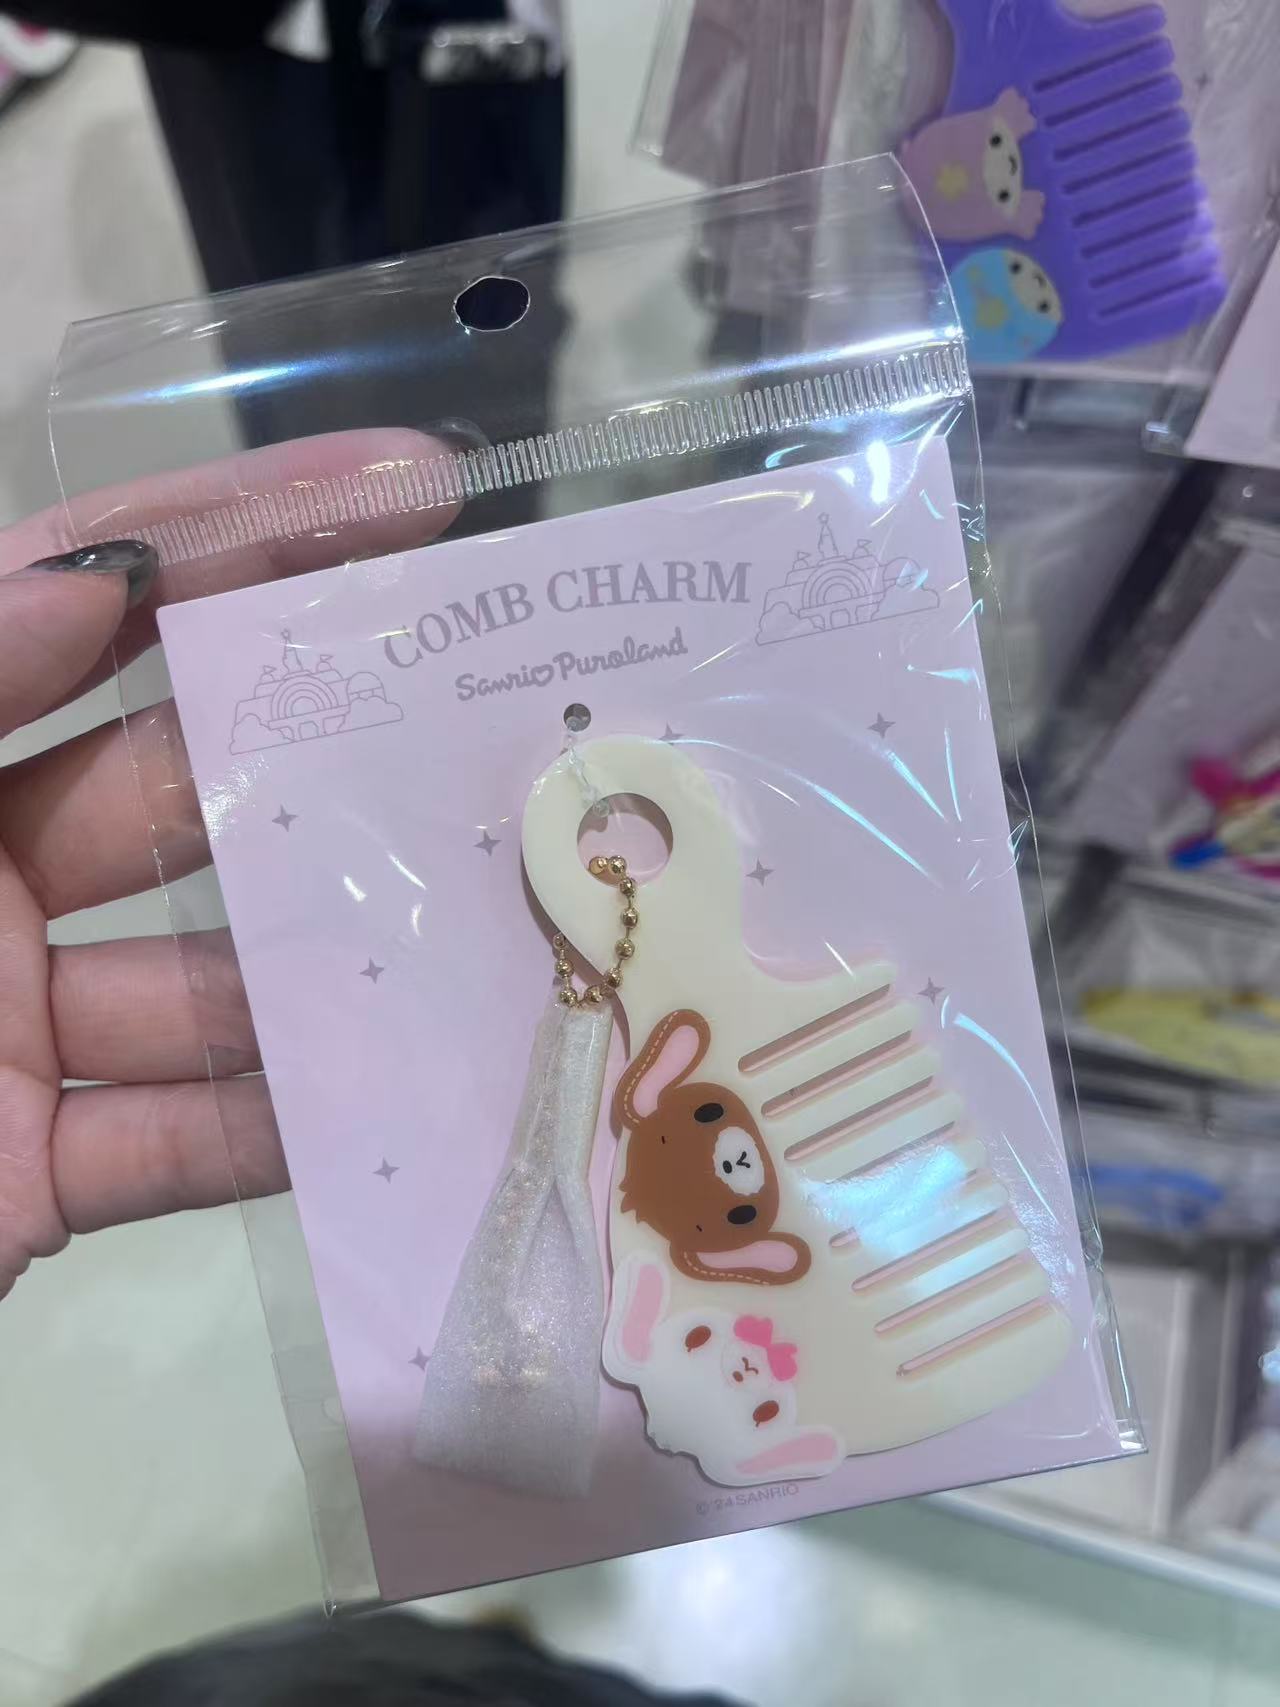 COMB CHARM
Sanrio Puroland
© '24 SANRIO